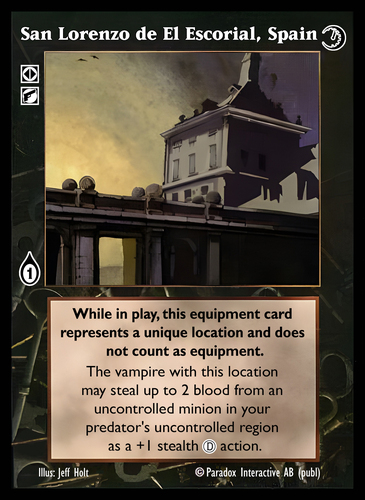 San Lorenzo de El Escorial, Spain
1
While in play, this equipment card
represents a unique location and does
not count as equipment.
The vampire with this location
may steal up to 2 blood from an
uncontrolled minion in your
predator's uncontrolled region
as a +1 stealth Ⓓ action.
Illus: Jeff Holt © Paradox Interactive AB (publ)